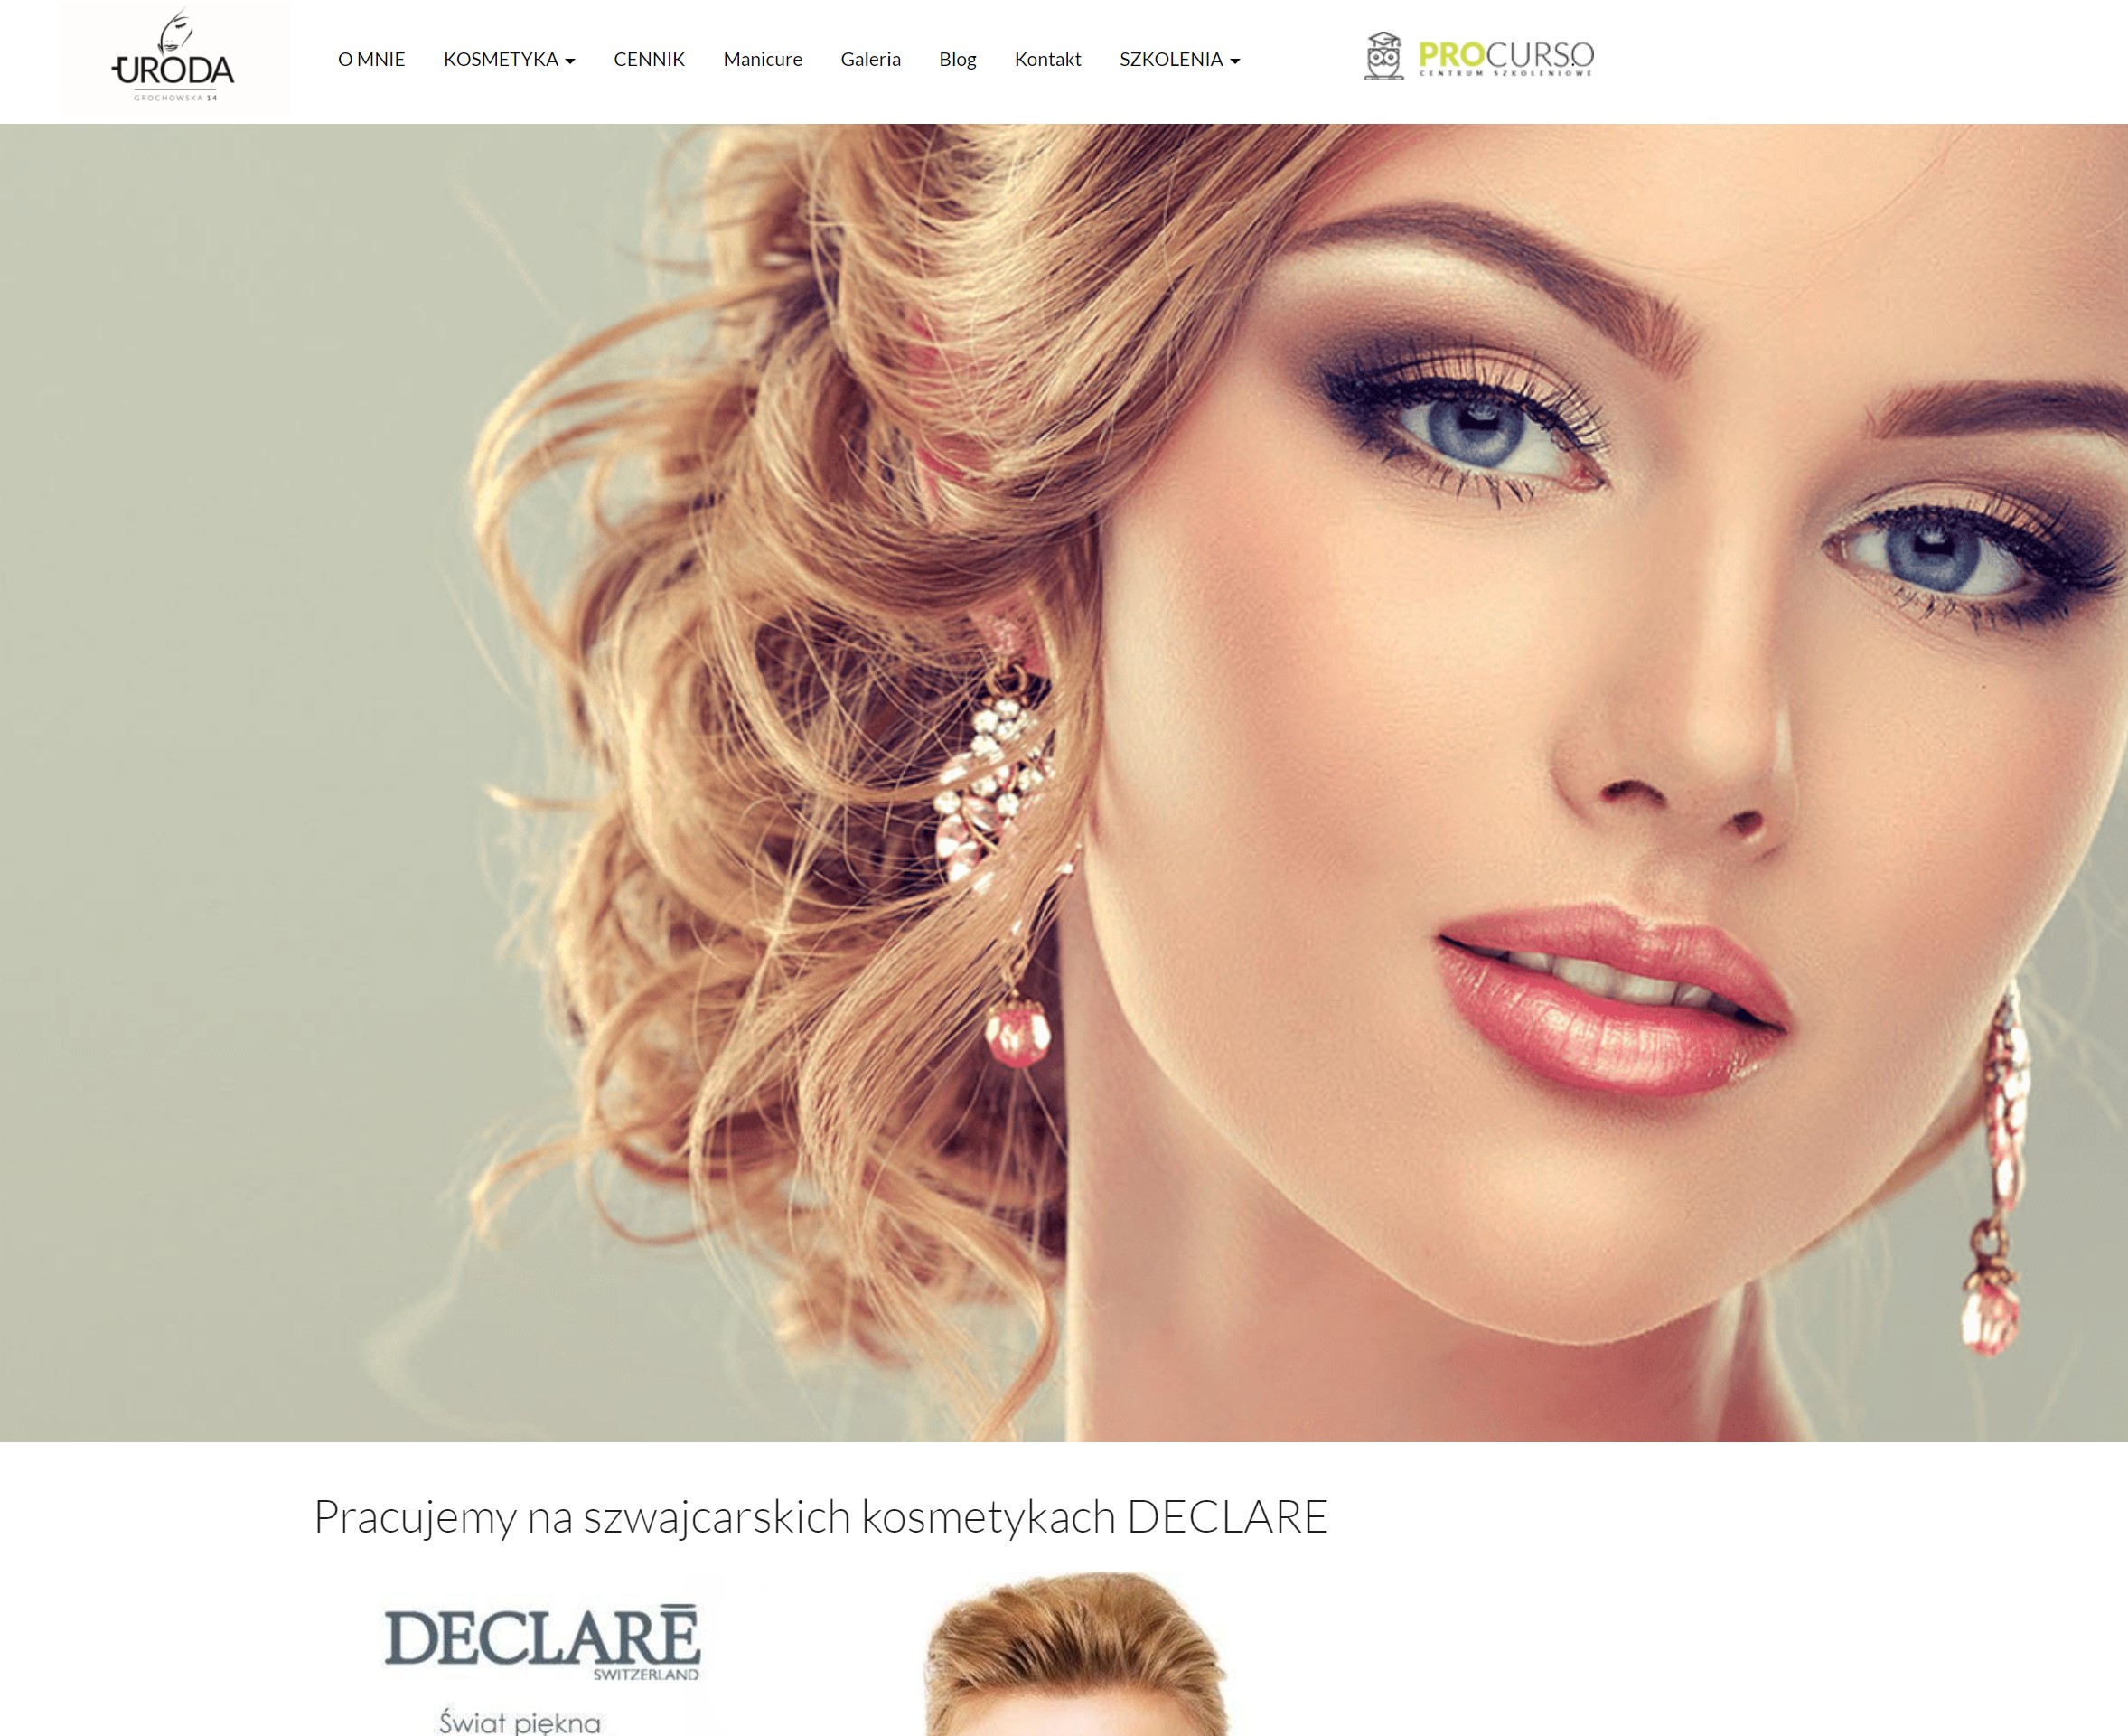 URODA
GROCHOWSKA 14
O MNIE
KOSMETYKA
CENNIK
Manicure
Galeria
Blog
Kontakt
SZKOLENIA
PROCURSO
CENTRUM SZKOLENIOWE
Pracujemy na szwajcarskich kosmetykach DECLARE
DECLARĒ
SWITZERLAND
Świat piękna